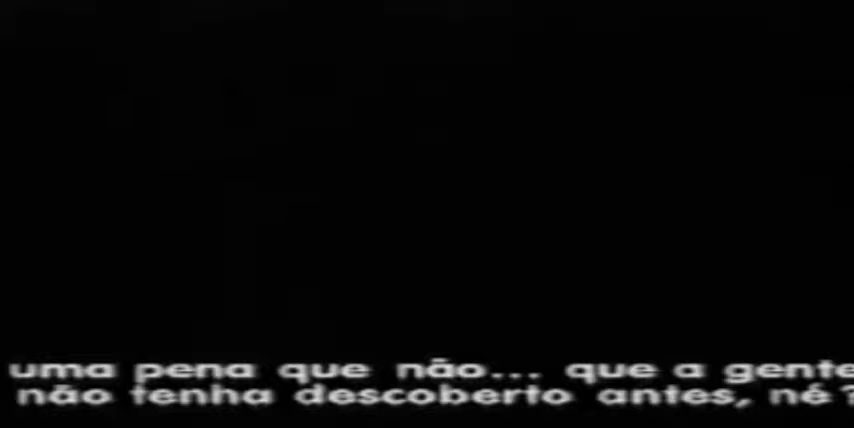 uma pena que não... que a gente
não tenha descoberto antes, né?